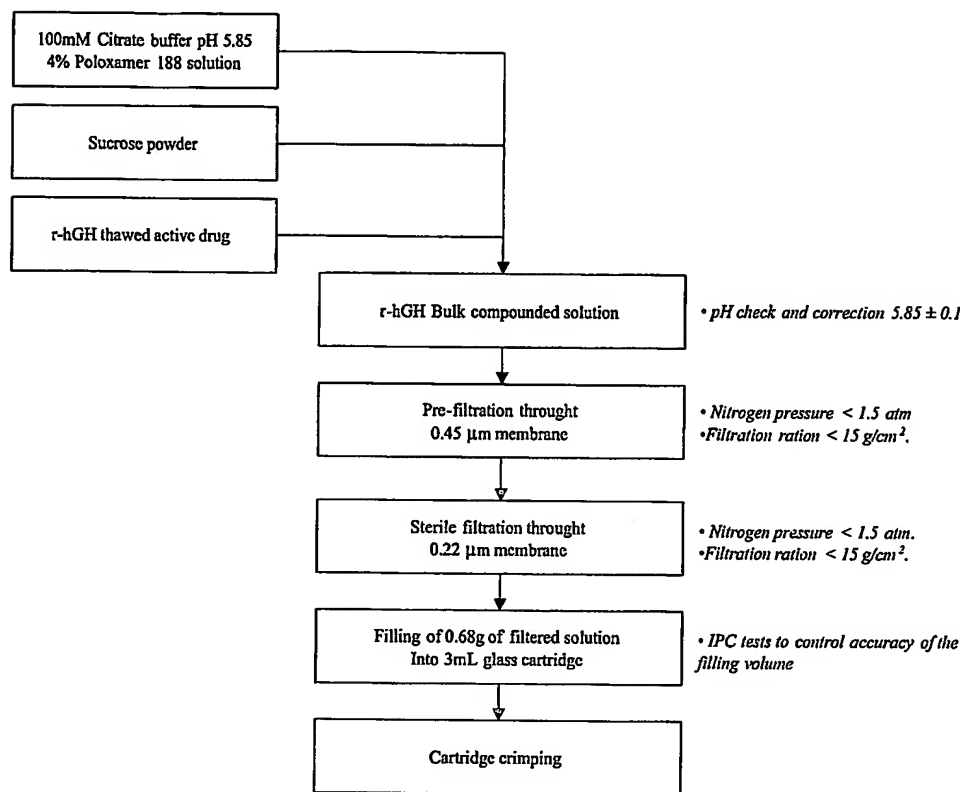 100mM Citrate buffer pH 5.85
4% Poloxamer 188 solution
Sucrose powder
r-hGH thawed active drug
r-hGH Bulk compounded solution
• pH check and correction 5.85 ± 0.1
Pre-filtration throught
0.45 µm membrane
• Nitrogen pressure < 1.5 atm
•Filtration ration < 15 g/cm².
Sterile filtration throught
0.22 µm membrane
• Nitrogen pressure < 1.5 atm.
•Filtration ration < 15 g/cm².
Filling of 0.68g of filtered solution
Into 3mL glass cartridge
• IPC tests to control accuracy of the
filling volume
Cartridge crimping